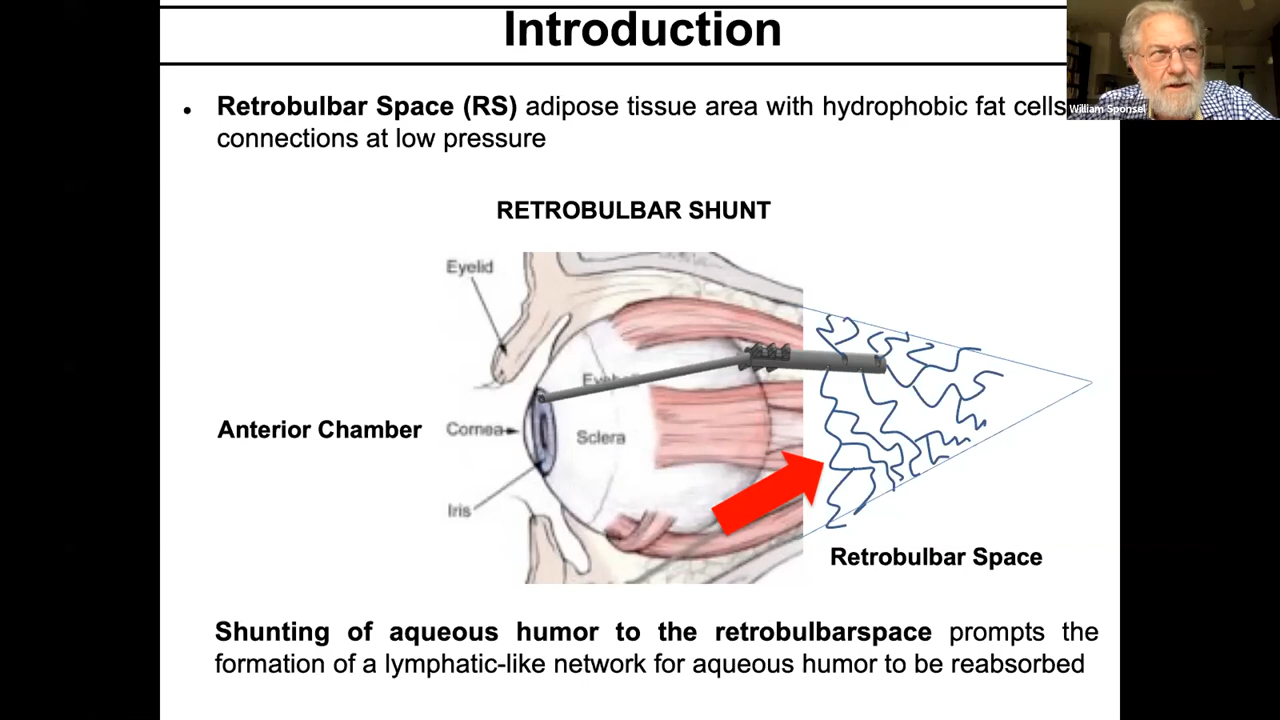 Introduction
William Sponsel
• Retrobulbar Space (RS) adipose tissue area with hydrophobic fat cells
connections at low pressure
RETROBULBAR SHUNT
Eyelid
Eyeball
Anterior Chamber
Cornea
Sclera
Iris
Retrobulbar Space
Shunting of aqueous humor to the retrobulbarspace prompts the
formation of a lymphatic-like network for aqueous humor to be reabsorbed